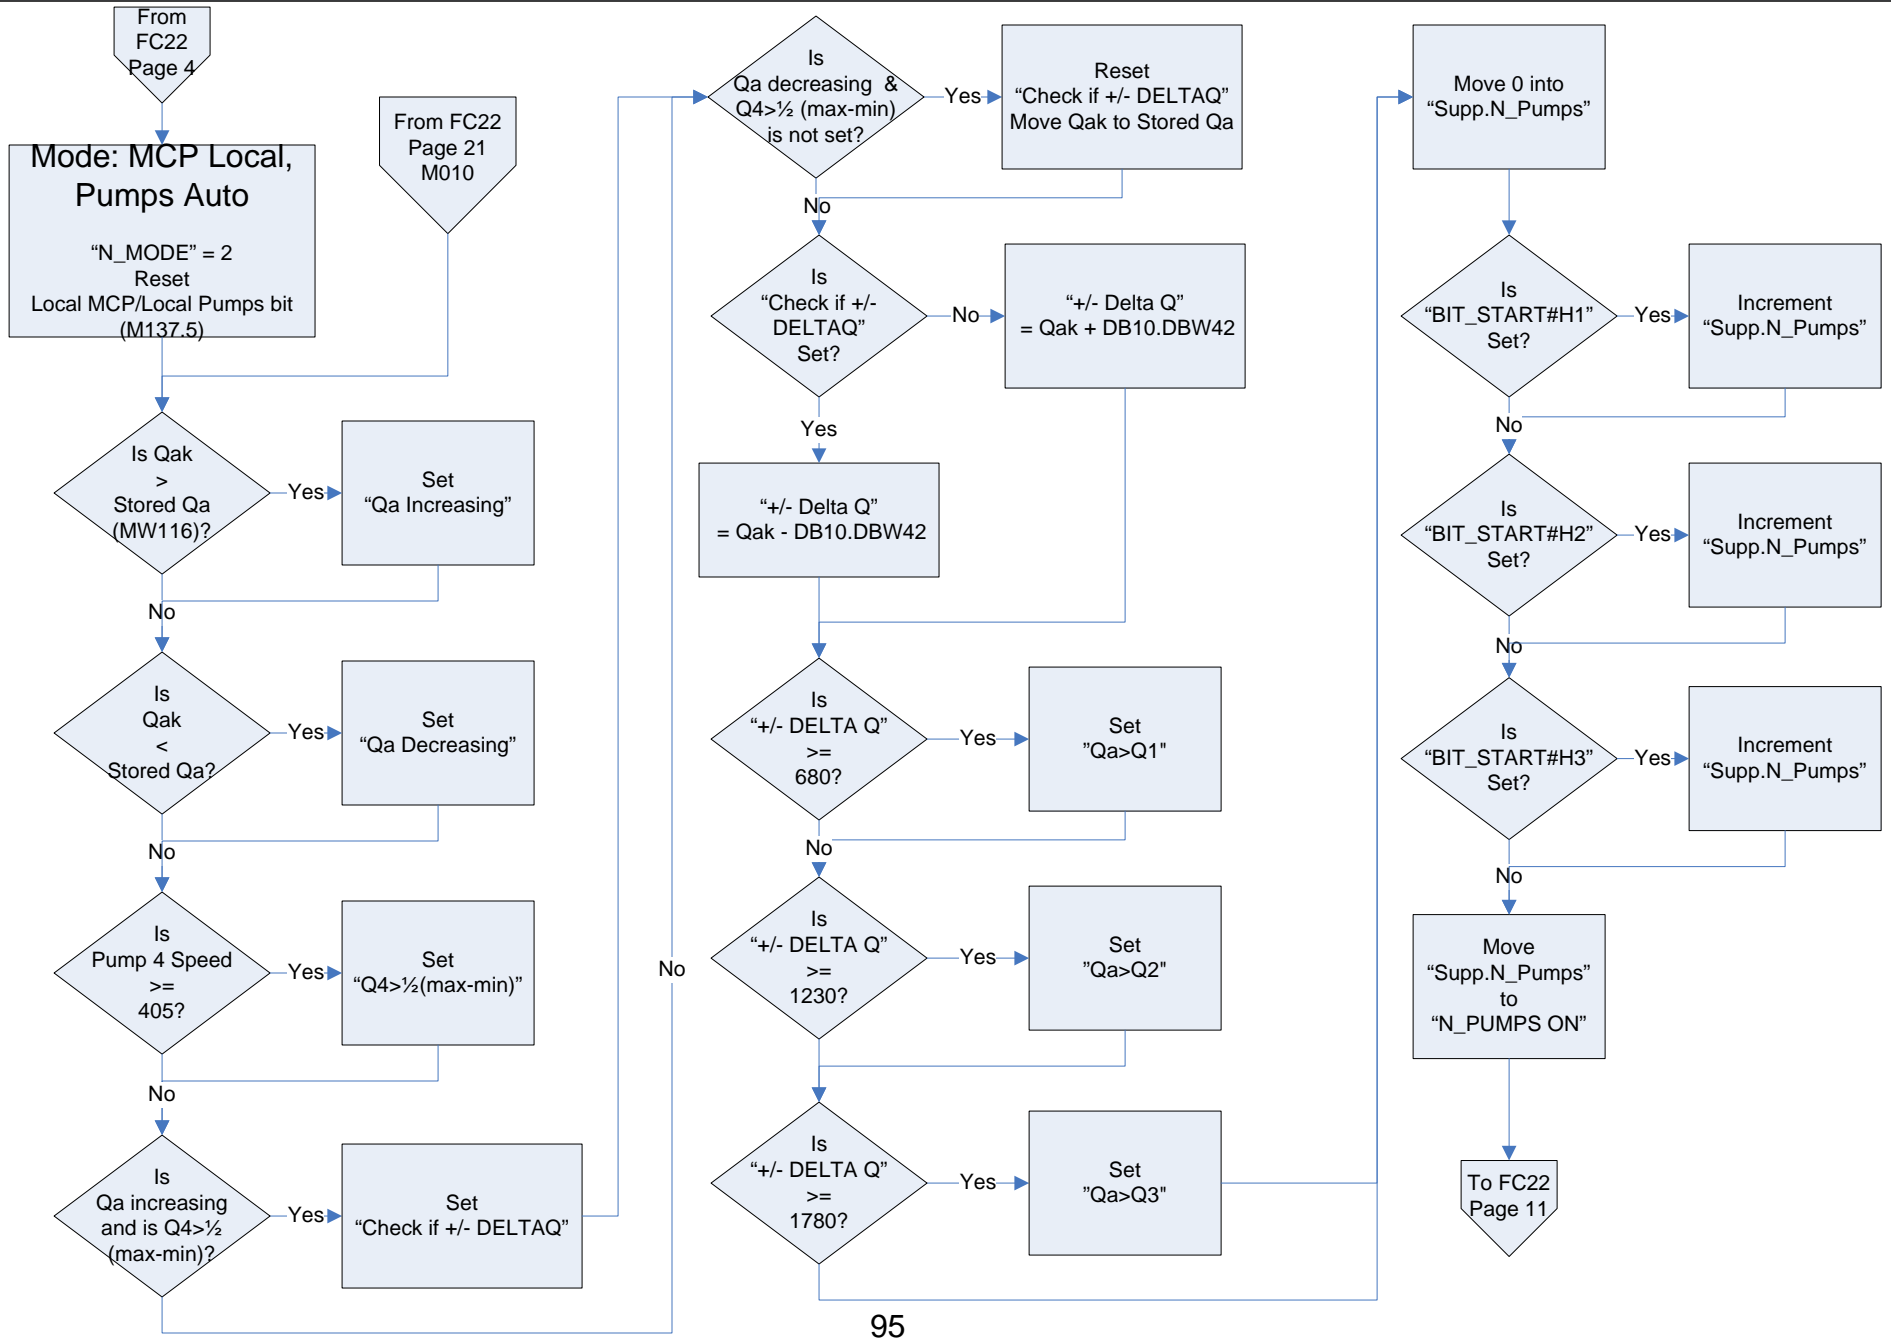 From
FC22
Page 4
Mode: MCP Local,
Pumps Auto
“N_MODE” = 2
Reset
Local MCP/Local Pumps bit
(M137.5)
From FC22
Page 21
M010
Is Qak
>
Stored Qa
(MW116)?
Yes
Set
“Qa Increasing”
No
Is
Qak
<
Stored Qa?
Yes
Set
“Qa Decreasing”
No
Is
Pump 4 Speed
>=
405?
Yes
Set
“Q4>½(max-min)”
No
Is
Qa increasing
and is Q4>½
(max-min)?
Yes
Set
“Check if +/- DELTAQ”
No
Is
Qa decreasing &
Q4>½ (max-min)
is not set?
Yes
Reset
“Check if +/- DELTAQ”
Move Qak to Stored Qa
No
Is
“Check if +/-
DELTAQ”
Set?
No
“+/- Delta Q”
= Qak + DB10.DBW42
Yes
“+/- Delta Q”
= Qak - DB10.DBW42
Is
“+/- DELTA Q”
>=
680?
Yes
Set
”Qa>Q1"
No
Is
“+/- DELTA Q”
>=
1230?
Yes
Set
”Qa>Q2"
Is
“+/- DELTA Q”
>=
1780?
Yes
Set
”Qa>Q3"
Move 0 into
“Supp.N_Pumps”
Is
“BIT_START#H1”
Set?
Yes
Increment
“Supp.N_Pumps”
No
Is
“BIT_START#H2”
Set?
Yes
Increment
“Supp.N_Pumps”
No
Is
“BIT_START#H3”
Set?
Yes
Increment
“Supp.N_Pumps”
No
Move
“Supp.N_Pumps”
to
“N_PUMPS ON”
To FC22
Page 11
95